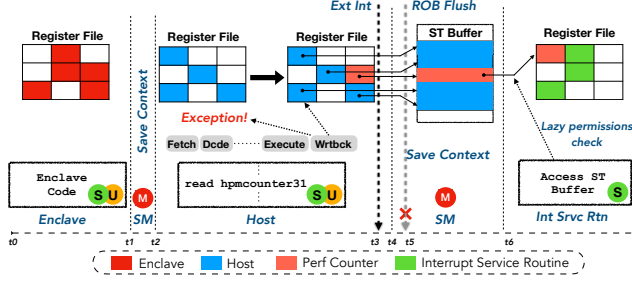 Ext Int
ROB Flush
Register File
Register File
Register File
ST Buffer
Register File
Save Context
Exception!
Fetch
Dcde
Execute
Wrtbck
Lazy permissions
check
Save Context
Enclave
Code
S
U
M
read hpmcounter31
S
U
M
Access ST
Buffer
S
Enclave
SM
Host
SM
Int Srvc Rtn
t0
t1
t2
t3
t4
t5
t6
Enclave
Host
Perf Counter
Interrupt Service Routine